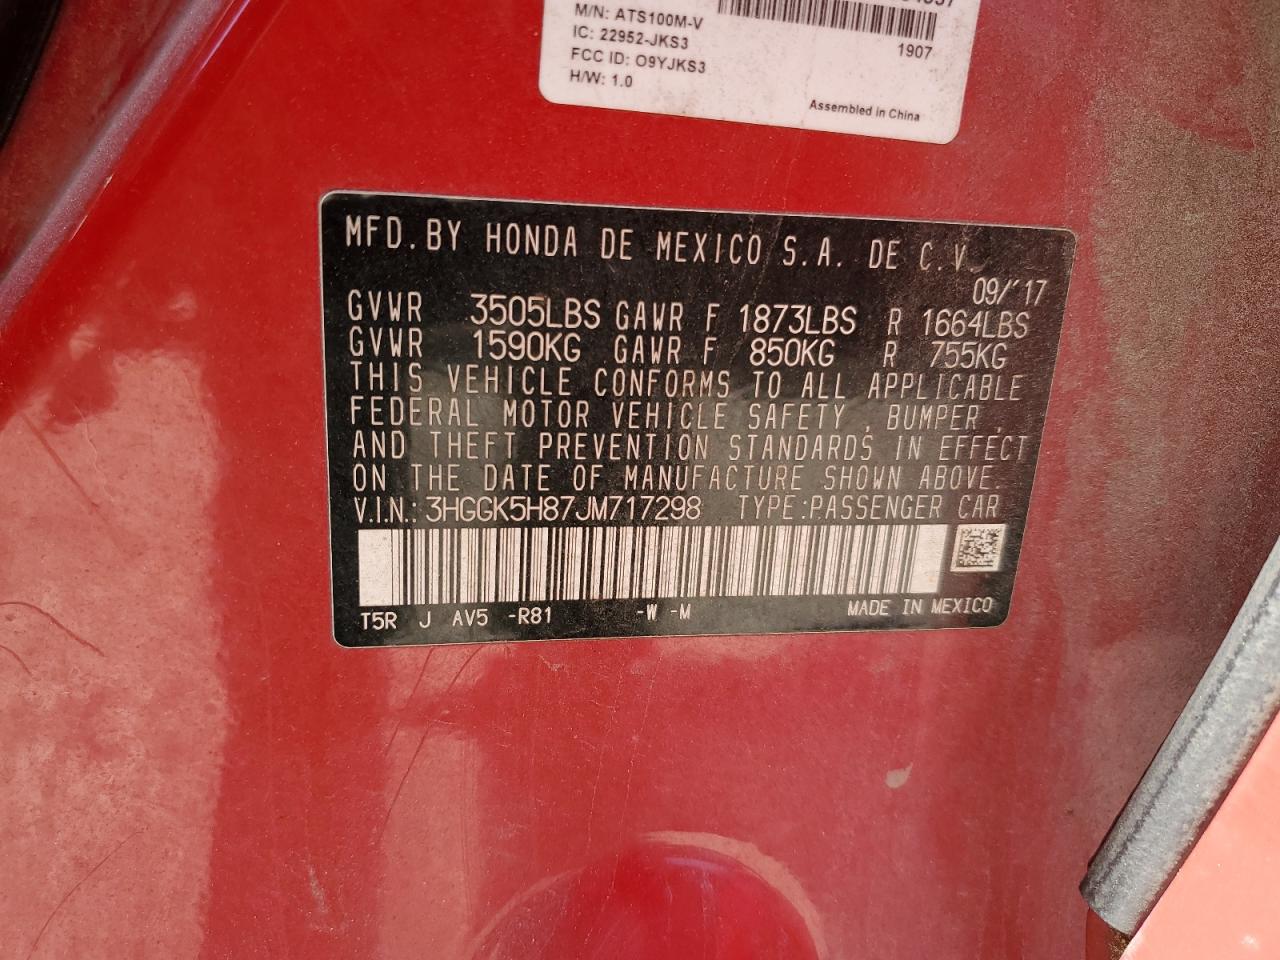 M/N: ATS100M-V
IC: 22952-JKS3
1907
FCC ID: O9YJKS3
H/W: 1.0
Assembled in China
MFD. BY HONDA DE MEXICO S.A. DE C.V.
09/'17
GVWR 3505LBS GAWR F 1873LBS R 1664LBS
GVWR 1590KG GAWR F 850KG R 755KG
THIS VEHICLE CONFORMS TO ALL APPLICABLE
FEDERAL MOTOR VEHICLE SAFETY, BUMPER,
AND THEFT PREVENTION STANDARDS IN EFFECT
ON THE DATE OF MANUFACTURE SHOWN ABOVE.
V.I.N.: 3HGGK5H87JM717298 TYPE:PASSENGER CAR
T5R J AV5 -R81 -W -M MADE IN MEXICO